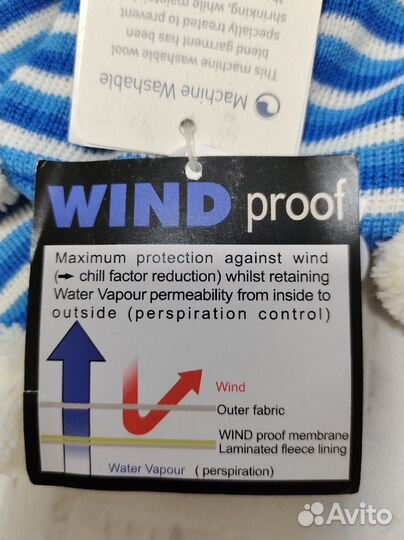 Machine Washable
This machine washable wool
blend garment has been
specially treated to prevent
shrinking, while
WIND proof
Maximum protection against wind
(➡ chill factor reduction) whilst retaining
Water Vapour permeability from inside to
outside (perspiration control)
Wind
Outer fabric
WIND proof membrane
Laminated fleece lining
Water Vapour ( perspiration)
Avito